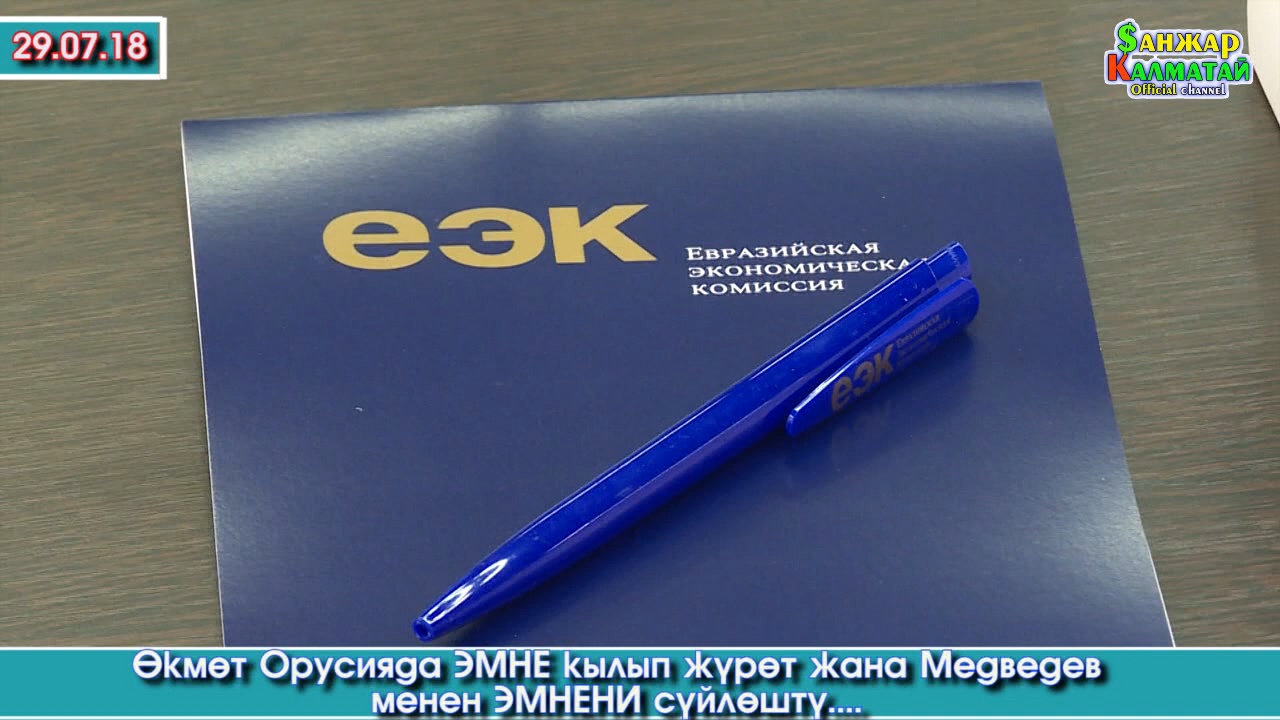 29.07.18
$АНЖАР
КАЛМАТАЙ
Official channel
еэк
ЕВРАЗИЙСКАЯ
ЭКОНОМИЧЕСКАЯ
КОМИССИЯ
еэк
Өкмөт Орусияда ЭМНЕ кылып жүрөт жана Медведев
менен ЭМНЕНИ сүйлөштү....